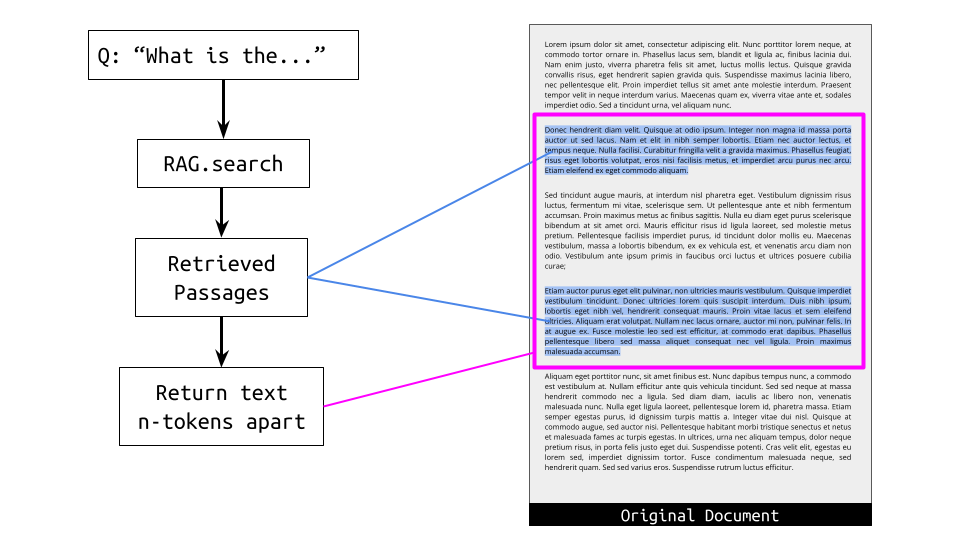 Q: “What is the...”
RAG.search
Retrieved
Passages
Return text
n-tokens apart
Lorem ipsum dolor sit amet, consectetur adipiscing elit. Nunc porttitor lorem neque, at
commodo tortor ornare in. Phasellus lacus sem, blandit et ligula ac, finibus lacinia dui.
Nam enim justo, viverra pharetra felis sit amet, luctus mollis lectus. Quisque gravida
convallis risus, eget hendrerit sapien gravida quis. Suspendisse maximus lacinia libero,
nec pellentesque elit. Proin imperdiet tellus sit amet ante molestie interdum. Praesent
tempor velit in neque interdum varius. Maecenas quam ex, viverra vitae ante et, sodales
imperdiet odio. Sed a tincidunt urna, vel aliquam nunc.
Donec hendrerit diam velit. Quisque at odio ipsum. Integer non magna id massa porta
auctor ut sed lacus. Nam et elit in nibh semper lobortis. Etiam nec auctor lectus, et
tempus neque. Nulla facilisi. Curabitur fringilla velit a gravida maximus. Phasellus feugiat,
risus eget lobortis volutpat, eros nisi facilisis metus, et imperdiet arcu purus nec arcu.
Etiam eleifend ex eget commodo aliquam.
Sed tincidunt augue mauris, at interdum nisl pharetra eget. Vestibulum dignissim risus
luctus, fermentum mi vitae, scelerisque sem. Ut pellentesque ante et nibh fermentum
accumsan. Proin maximus metus ac finibus sagittis. Nulla eu diam eget purus scelerisque
bibendum at sit amet orci. Mauris efficitur risus id ligula laoreet, sed molestie metus
pretium. Pellentesque facilisis imperdiet purus, id tincidunt dolor mollis eu. Maecenas
vestibulum, massa a lobortis bibendum, ex ex vehicula est, et venenatis arcu diam non
odio. Vestibulum ante ipsum primis in faucibus orci luctus et ultrices posuere cubilia
curae;
Etiam auctor purus eget elit pulvinar, non ultricies mauris vestibulum. Quisque imperdiet
vestibulum tincidunt. Donec ultricies lorem quis suscipit interdum. Duis nibh ipsum,
lobortis eget nibh vel, hendrerit consequat mauris. Proin vitae lacus et sem eleifend
ultricies. Aliquam erat volutpat. Nullam nec lacus ornare, auctor mi non, pulvinar felis. In
at augue ex. Fusce molestie leo sed est efficitur, at commodo erat dapibus. Phasellus
pellentesque libero sed massa aliquet consequat nec vel ligula. Proin maximus
malesuada accumsan.
Aliquam eget porttitor nunc, sit amet finibus est. Nunc dapibus tempus nunc, a commodo
est vestibulum at. Nullam efficitur ante quis vehicula tincidunt. Sed sed neque at massa
hendrerit commodo nec a ligula. Sed diam diam, iaculis ac libero non, venenatis
malesuada nunc. Nulla eget ligula laoreet, pellentesque lorem id, pharetra massa. Etiam
semper egestas purus, id dignissim turpis mattis a. Integer vitae dui nisl. Quisque at
commodo augue, sed auctor nisi. Pellentesque habitant morbi tristique senectus et netus
et malesuada fames ac turpis egestas. In ultrices, urna nec aliquam tempus, dolor neque
pretium risus, in porta felis justo eget dui. Suspendisse potenti. Cras velit elit, egestas eu
lorem sed, imperdiet dignissim tortor. Fusce condimentum malesuada neque, sed
hendrerit quam. Sed sed varius eros. Suspendisse rutrum luctus efficitur.
Original Document